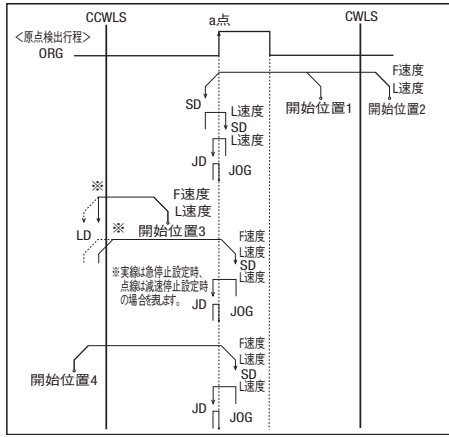 CCWLS
a点
CWLS
<原点検出行程>
ORG
F速度
L速度
SD
開始位置1
開始位置2
L速度
SD
L速度
JD
JOG
※
F速度
L速度
LD
※
開始位置3
F速度
L速度
SD
※実線は急停止設定時、
点線は減速停止設定時
の場合を表します。
L速度
JD
JOG
F速度
L速度
SD
開始位置4
L速度
JD
JOG